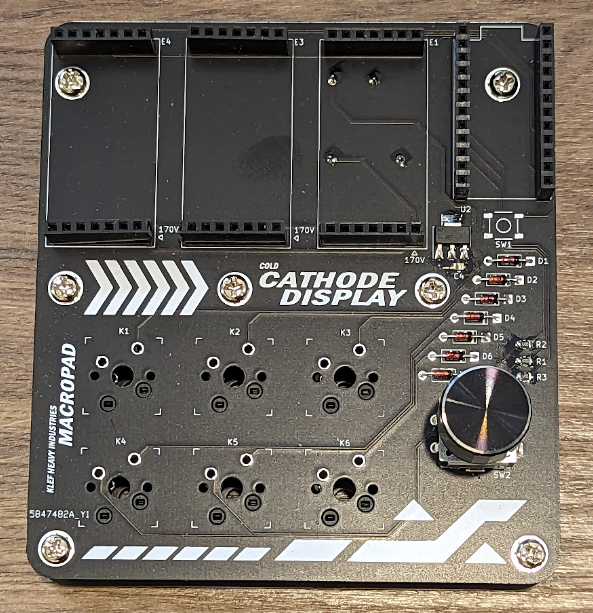 E4
E3
E1
170V
170V
170V
U2
SW1
C4
D1
D2
D3
D4
D5
D6
COLD
CATHODE
DISPLAY
K1
K2
K3
R2
R1
R3
MACROPAD
KLEF HEAVY INDUSTRIES
K4
K5
K6
SW2
5847482A_Y1